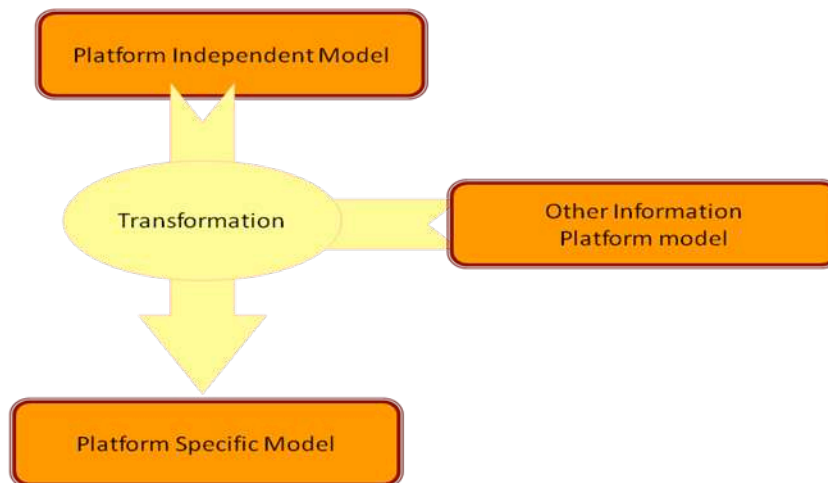 Platform Independent Model
Transformation
Other Information
Platform model
Platform Specific Model